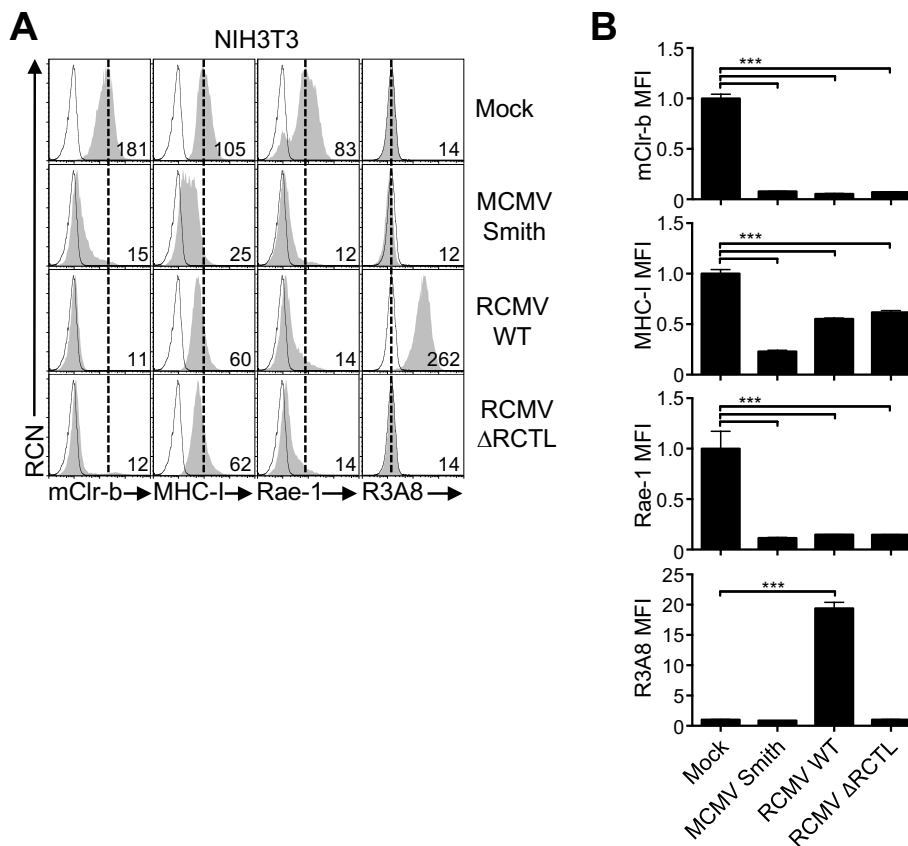 A
NIH3T3
181 105 83 14
Mock
15 25 12 12
MCMV
Smith
11 60 14 262
RCMV
WT
12 62 14 14
RCMV
ΔRCTL
RCN
mClr-b MHC-I Rae-1 R3A8
B
mClr-b MFI
1.5
1.0
0.5
0
***
MHC-I MFI
1.5
1.0
0.5
0
***
Rae-1 MFI
1.5
1.0
0.5
0
***
R3A8 MFI
25
20
15
10
5
0
***
Mock
MCMV Smith
RCMV WT
RCMV ΔRCTL